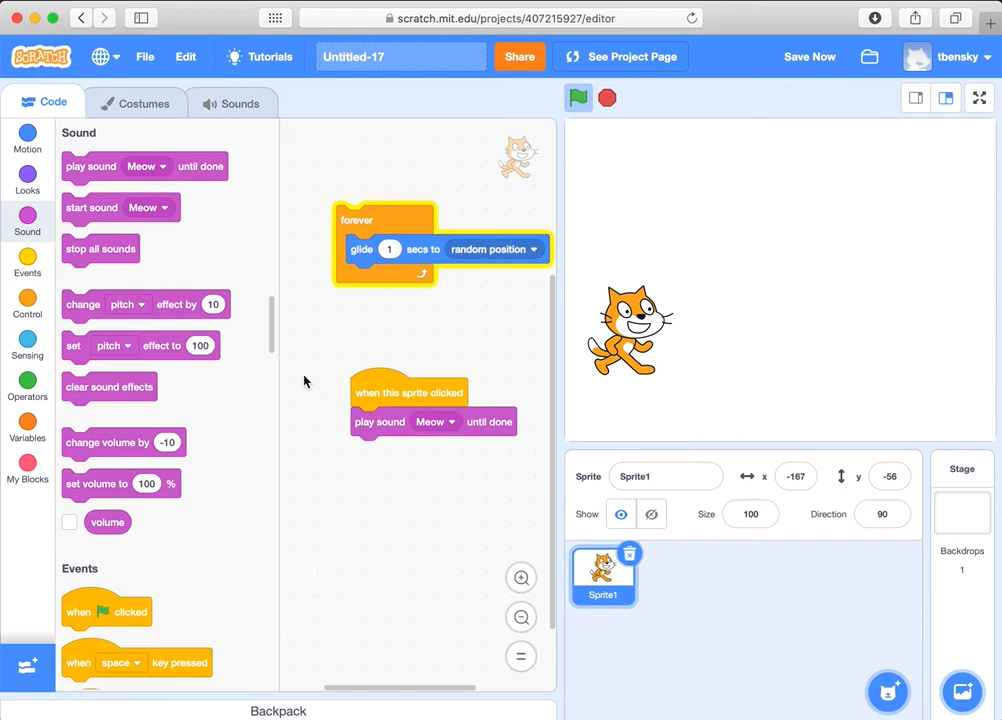 scratch.mit.edu/projects/407215927/editor
SCRATCH
File
Edit
Tutorials
Untitled-17
Share
See Project Page
Save Now
tbensky
Code
Costumes
Sounds
Motion
Looks
Sound
Events
Control
Sensing
Operators
Variables
My Blocks
Sound
play sound Meow until done
start sound Meow
stop all sounds
change pitch effect by 10
set pitch effect to 100
clear sound effects
change volume by -10
set volume to 100 %
volume
Events
when clicked
when space key pressed
forever
glide 1 secs to random position
when this sprite clicked
play sound Meow until done
Sprite Sprite1 x -167 y -56
Show Size 100 Direction 90
Sprite1
Stage
Backdrops
1
Backpack